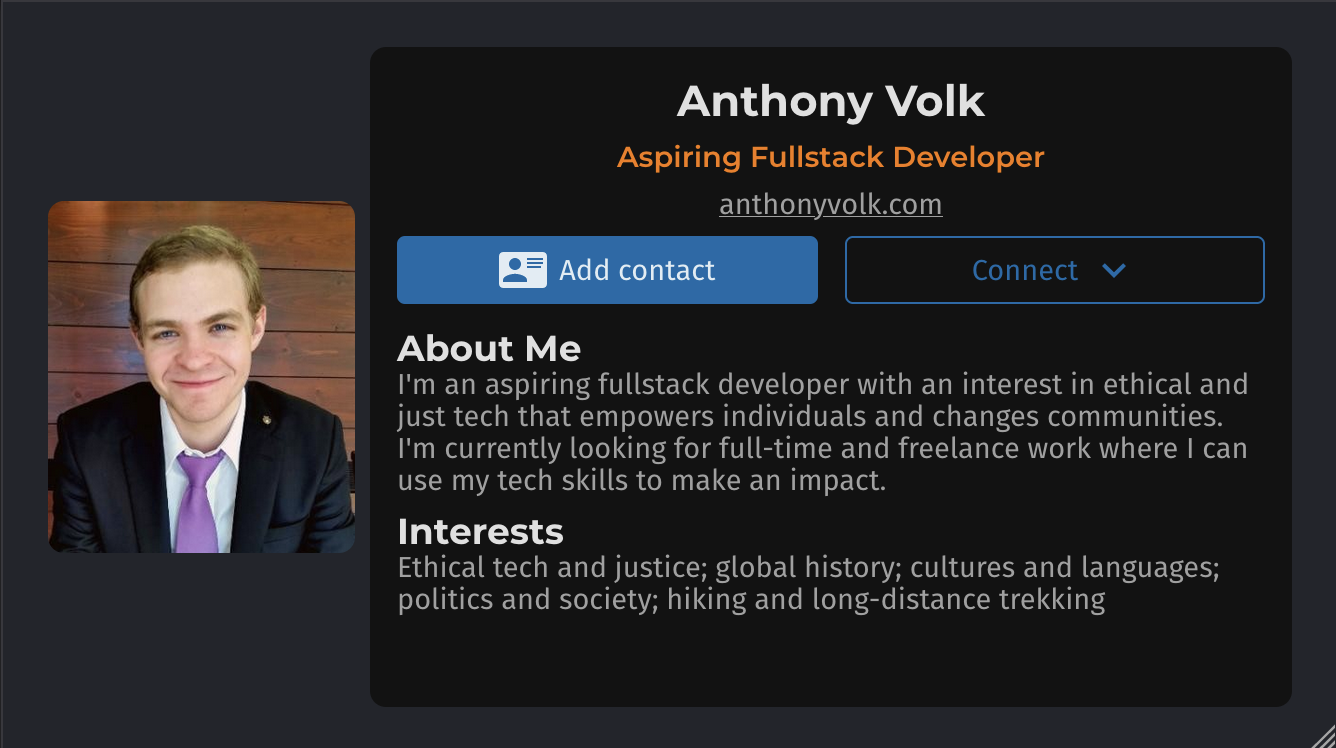 Anthony Volk
Aspiring Fullstack Developer
anthonyvolk.com
Add contact
Connect
About Me
I'm an aspiring fullstack developer with an interest in ethical and
just tech that empowers individuals and changes communities.
I'm currently looking for full-time and freelance work where I can
use my tech skills to make an impact.
Interests
Ethical tech and justice; global history; cultures and languages;
politics and society; hiking and long-distance trekking